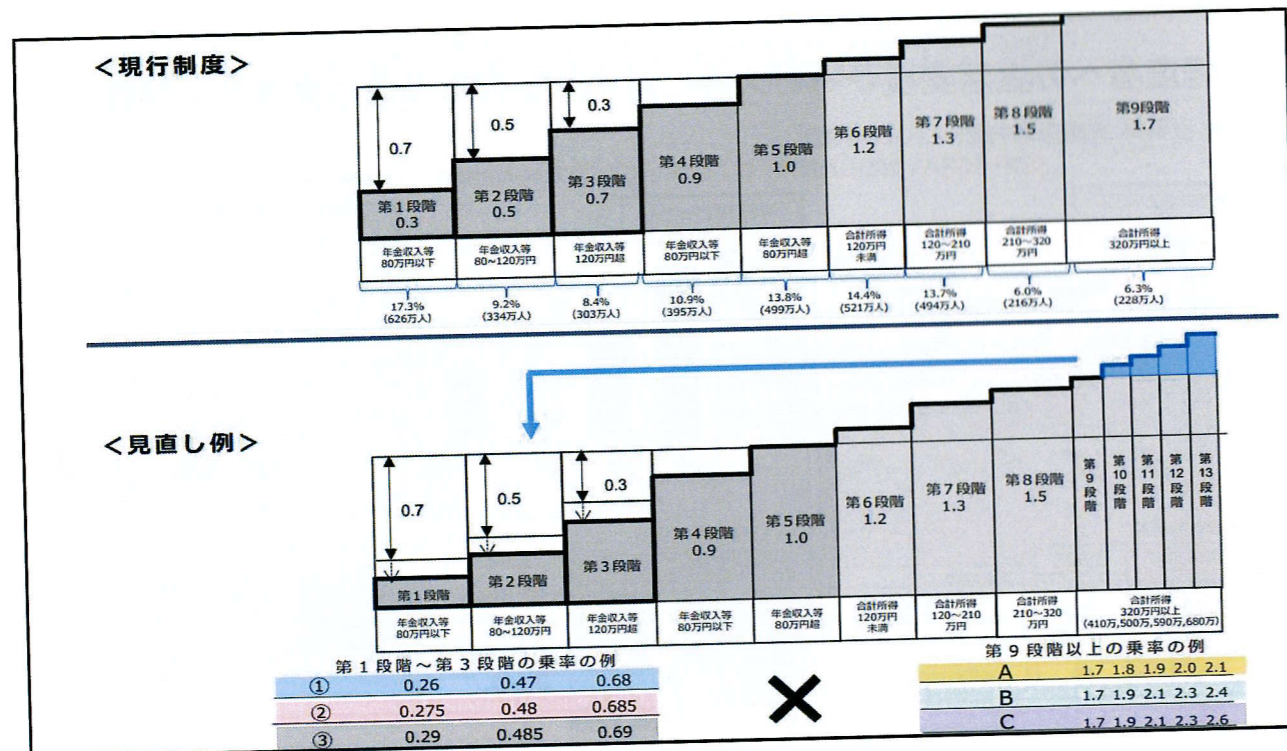 <現行制度>
0.7
0.5
0.3
第1段階
0.3
第2段階
0.5
第3段階
0.7
第4段階
0.9
第5段階
1.0
第6段階
1.2
第7段階
1.3
第8段階
1.5
第9段階
1.7
年金収入等
80万円以下
年金収入等
80~120万円
年金収入等
120万円超
年金収入等
80万円以下
年金収入等
80万円超
合計所得
120万円
未満
合計所得
120~210
万円
合計所得
210~320
万円
合計所得
320万円以上
17.3%
(626万人)
9.2%
(334万人)
8.4%
(303万人)
10.9%
(395万人)
13.8%
(499万人)
14.4%
(521万人)
13.7%
(494万人)
6.0%
(216万人)
6.3%
(228万人)
<見直し例>
0.7
0.5
0.3
第1段階
第2段階
第3段階
第4段階
0.9
第5段階
1.0
第6段階
1.2
第7段階
1.3
第8段階
1.5
第9段階
第10段階
第11段階
第12段階
第13段階
年金収入等
80万円以下
年金収入等
80~120万円
年金収入等
120万円超
年金収入等
80万円以下
年金収入等
80万円超
合計所得
120万円
未満
合計所得
120~210
万円
合計所得
210~320
万円
合計所得
320万円以上
(410万,500万,590万,680万)
第1段階~第3段階の乗率の例
① 0.26 0.47 0.68
② 0.275 0.48 0.685
③ 0.29 0.485 0.69
第9段階以上の乗率の例
A 1.7 1.8 1.9 2.0 2.1
B 1.7 1.9 2.1 2.3 2.4
C 1.7 1.9 2.1 2.3 2.6